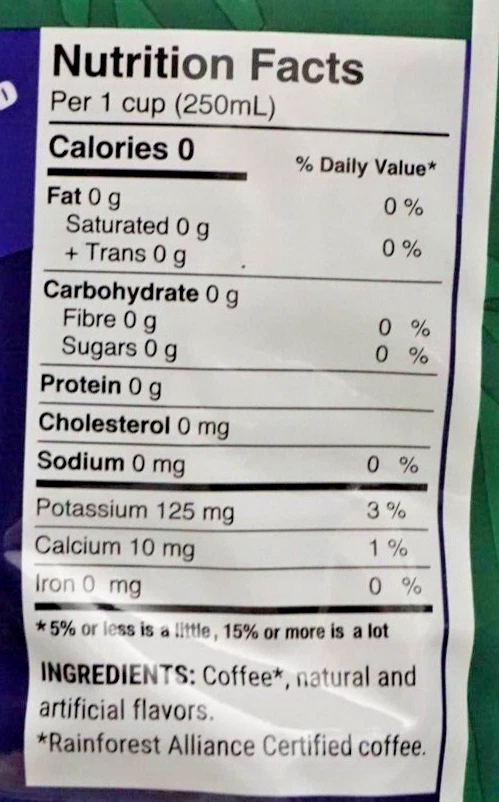 Nutrition Facts
Per 1 cup (250mL)
Calories 0
% Daily Value*
Fat 0 g 0 %
Saturated 0 g
+ Trans 0 g 0 %
Carbohydrate 0 g
Fibre 0 g 0 %
Sugars 0 g 0 %
Protein 0 g
Cholesterol 0 mg
Sodium 0 mg 0 %
Potassium 125 mg 3 %
Calcium 10 mg 1 %
Iron 0 mg 0 %
*5% or less is a little, 15% or more is a lot
INGREDIENTS: Coffee*, natural and
artificial flavors.
*Rainforest Alliance Certified coffee.